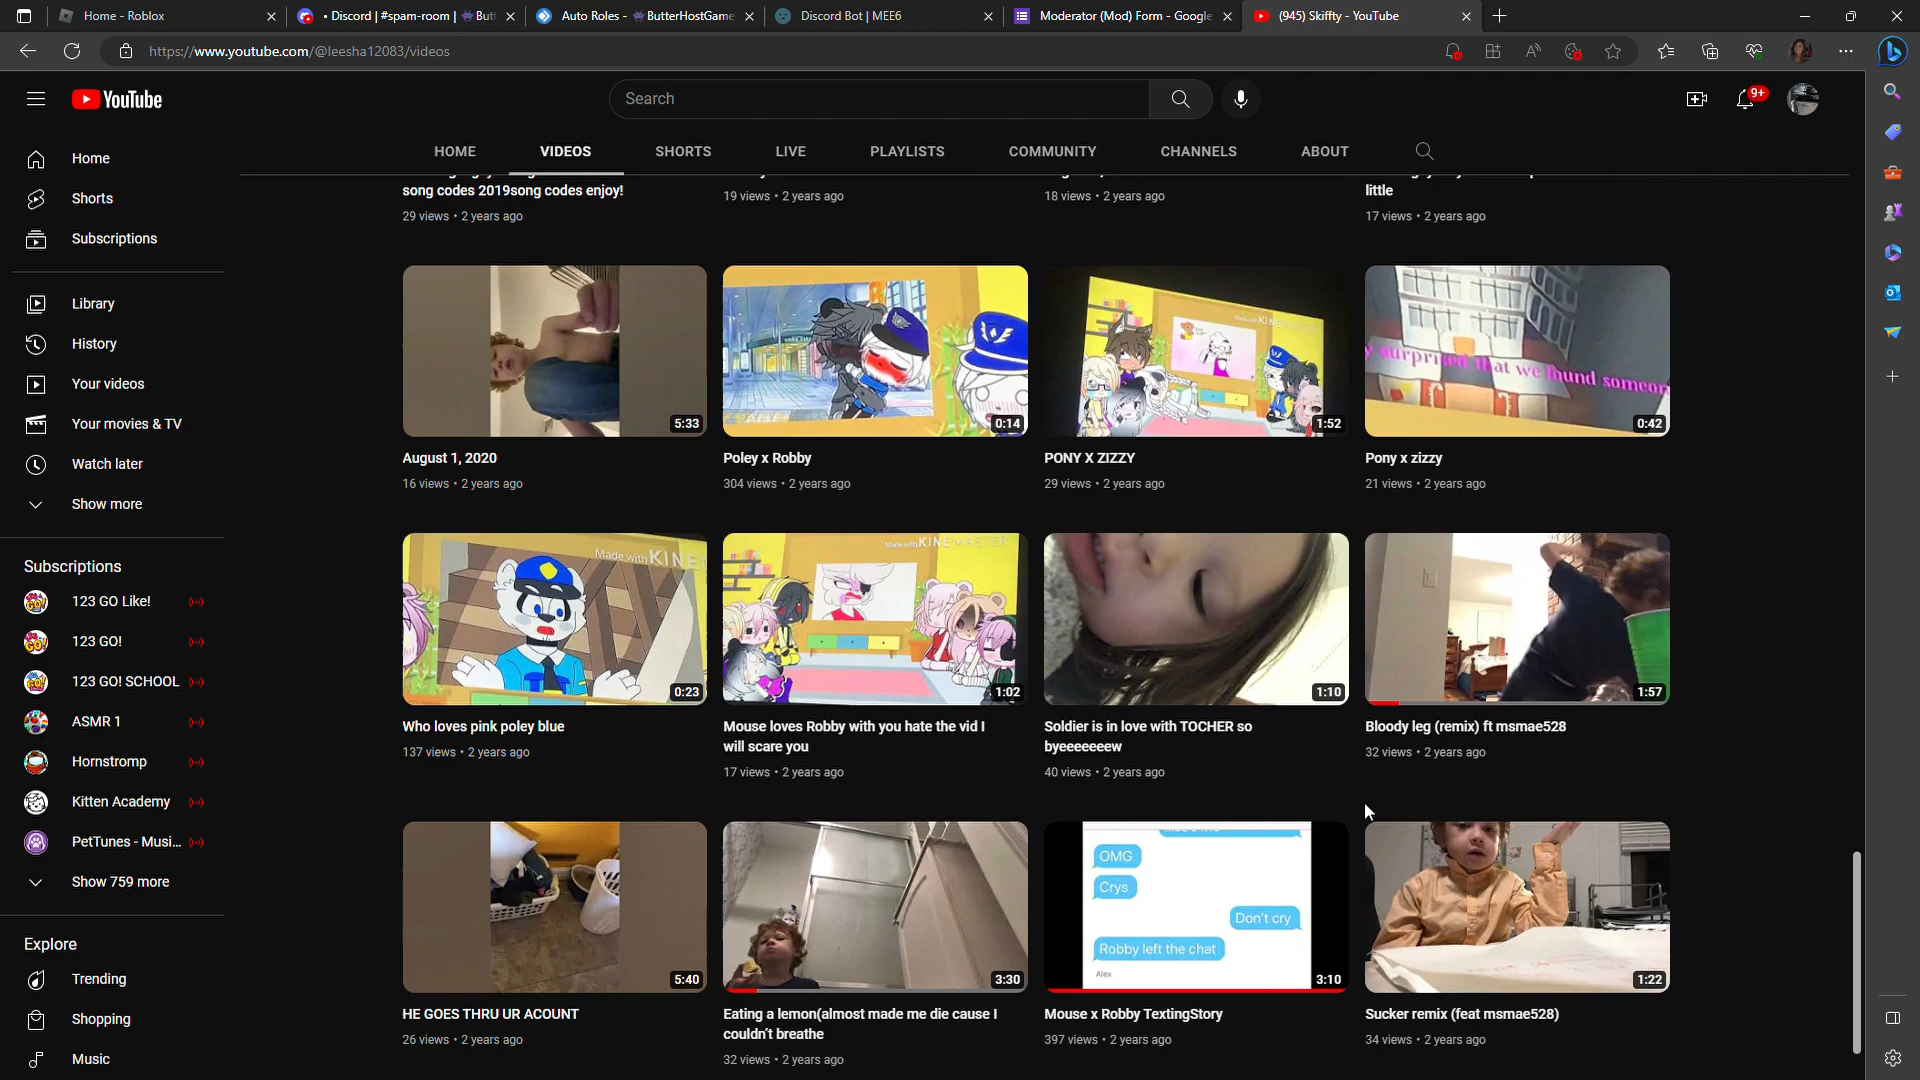 Home - Roblox
• Discord | #spam-room | Butt
Auto Roles - ButterHostGame
Discord Bot | MEE6
Moderator (Mod) Form - Google
(945) Skiffty - YouTube
https://www.youtube.com/@leesha12083/videos
YouTube
Search
9+
HOME
VIDEOS
SHORTS
LIVE
PLAYLISTS
COMMUNITY
CHANNELS
ABOUT
Home
Shorts
Subscriptions
Library
History
Your videos
Your movies & TV
Watch later
Show more
Subscriptions
123 GO Like!
123 GO!
123 GO! SCHOOL
ASMR 1
Hornstromp
Kitten Academy
PetTunes - Musi...
Show 759 more
Explore
Trending
Shopping
Music
song codes 2019song codes enjoy!
29 views • 2 years ago
19 views • 2 years ago
18 views • 2 years ago
little
17 views • 2 years ago
5:33
August 1, 2020
16 views • 2 years ago
0:14
Poley x Robby
304 views • 2 years ago
1:52
PONY X ZIZZY
29 views • 2 years ago
surprised that we found someon
0:42
Pony x zizzy
21 views • 2 years ago
Made with KINE
0:23
Who loves pink poley blue
137 views • 2 years ago
Made with KINEMASTER
1:02
Mouse loves Robby with you hate the vid I
will scare you
17 views • 2 years ago
1:10
Soldier is in love with TOCHER so
byeeeeeeew
40 views • 2 years ago
1:57
Bloody leg (remix) ft msmae528
32 views • 2 years ago
5:40
HE GOES THRU UR ACOUNT
26 views • 2 years ago
3:30
Eating a lemon(almost made me die cause I
couldn't breathe
32 views • 2 years ago
OMG
Crys
Don't cry
Robby left the chat
Alex
3:10
Mouse x Robby TextingStory
397 views • 2 years ago
1:22
Sucker remix (feat msmae528)
34 views • 2 years ago